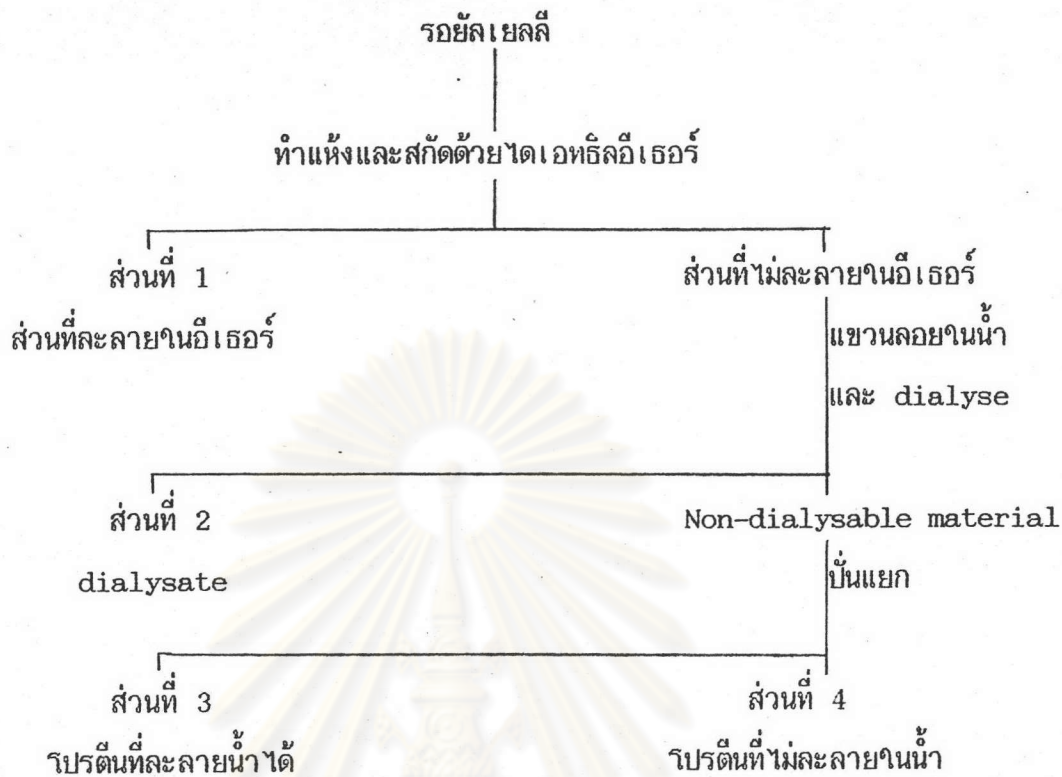 รอยัลเยลลี
ทำแห้งและสกัดด้วยไดเอทธิลอีเธอร์
ส่วนที่ 1
ส่วนที่ละลายในอีเธอร์
ส่วนที่ไม่ละลายในอีเธอร์
แขวนลอยในน้ำ
และ dialyse
ส่วนที่ 2
dialysate
Non-dialysable material
ปั่นแยก
ส่วนที่ 3
โปรตีนที่ละลายน้ำได้
ส่วนที่ 4
โปรตีนที่ไม่ละลายในน้ำ